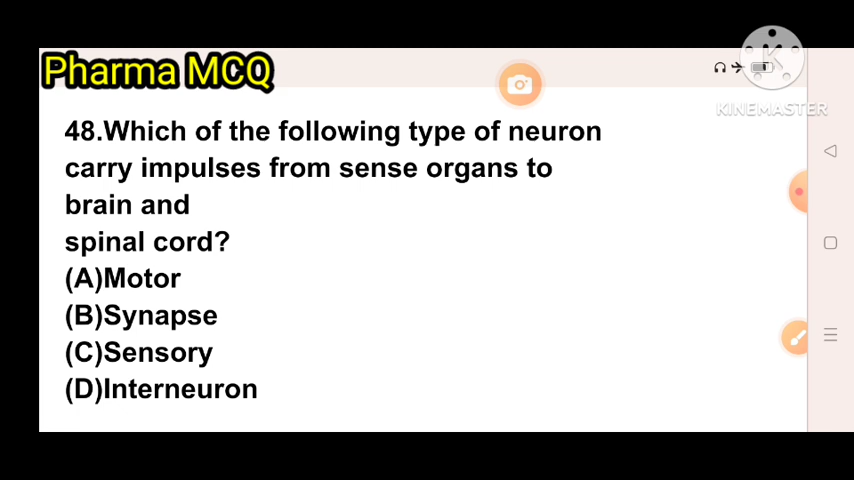 Pharma MCQ
KINEMASTER
48.Which of the following type of neuron
carry impulses from sense organs to
brain and
spinal cord?
(A)Motor
(B)Synapse
(C)Sensory
(D)Interneuron